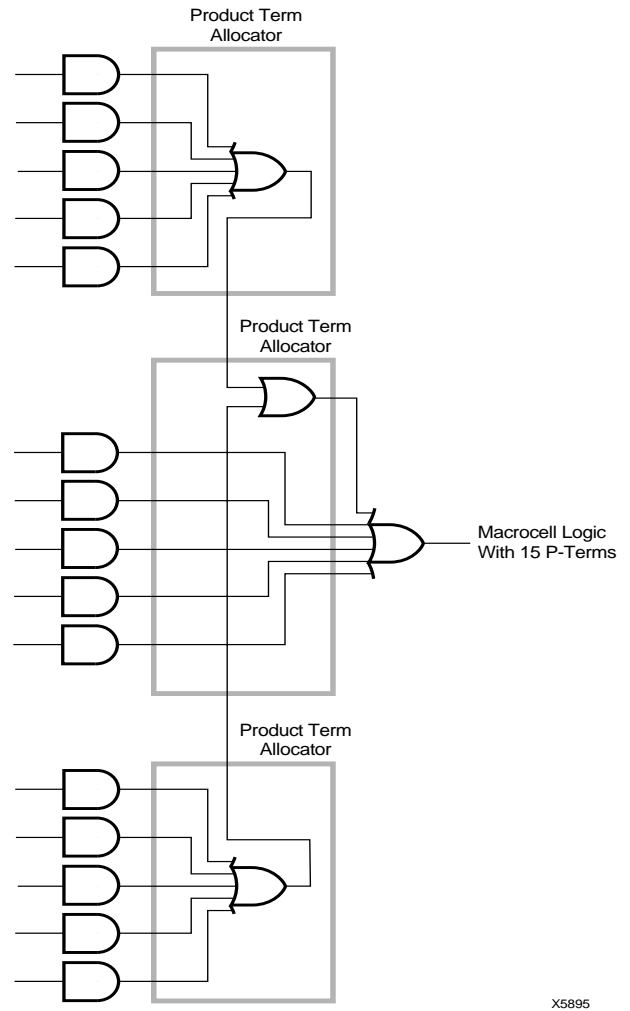 Product Term
Allocator
Product Term
Allocator
Macrocell Logic
With 15 P-Terms
Product Term
Allocator
X5895